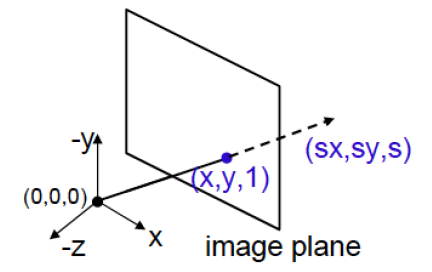 -y
(sx,sy,s)
(x,y,1)
(0,0,0)
x
-z
image plane